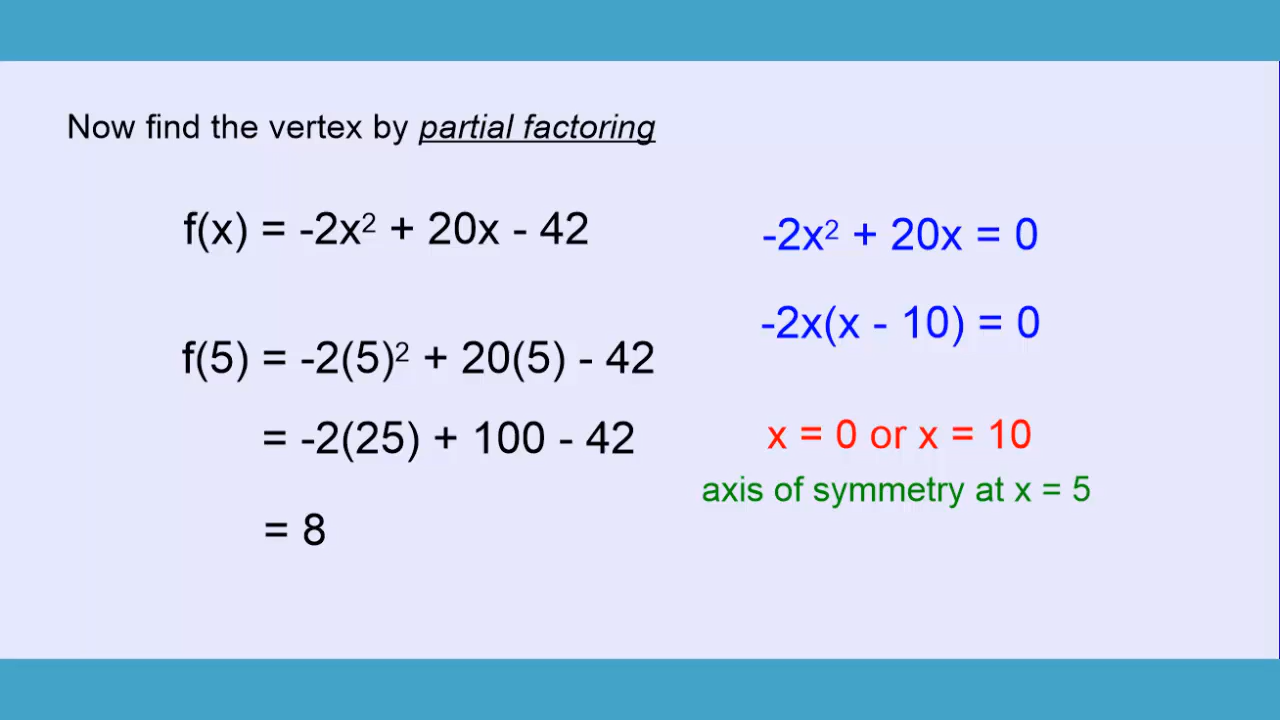 Now find the vertex by partial factoring
f(x) = -2x² + 20x - 42
f(5) = -2(5)² + 20(5) - 42
= -2(25) + 100 - 42
= 8
-2x² + 20x = 0
-2x(x - 10) = 0
x = 0 or x = 10
axis of symmetry at x = 5